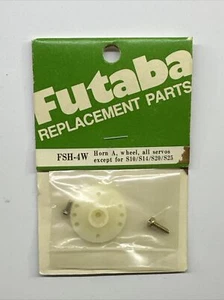 Futaba
REPLACEMENT PARTS
FSH-4W Horn A, wheel, all servos
except for S10/S14/S20/S25